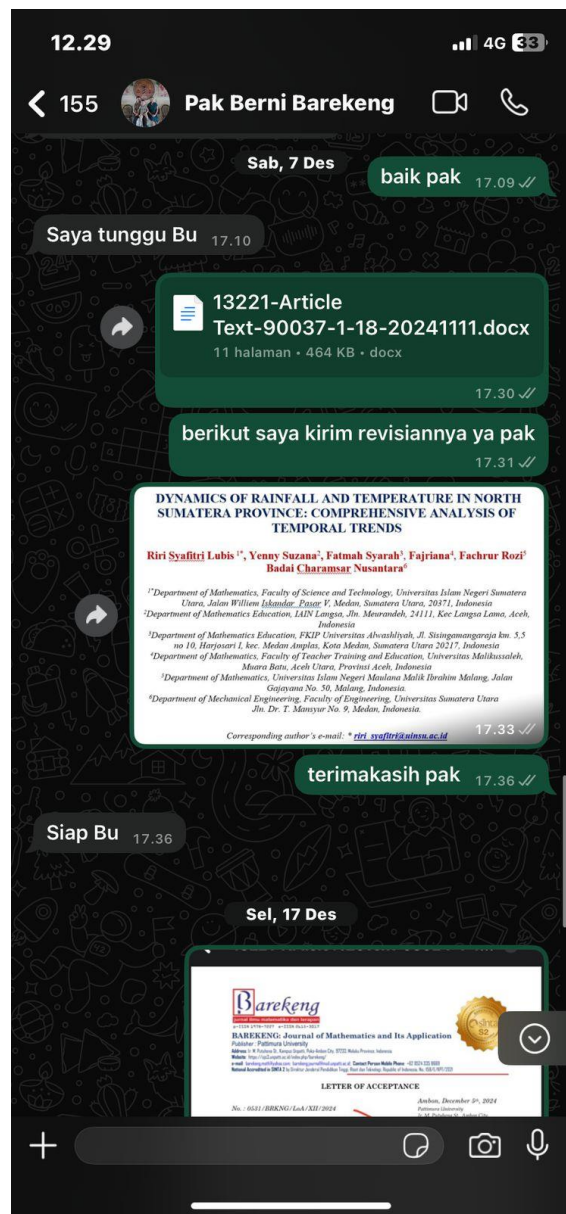 12.29
4G 33
155 Pak Berni Barekeng
Sab, 7 Des
baik pak 17.09
Saya tunggu Bu 17.10
13221-Article
Text-90037-1-18-20241111.docx
11 halaman • 464 KB • docx
17.30
berikut saya kirim revisiannya ya pak
17.31
DYNAMICS OF RAINFALL AND TEMPERATURE IN NORTH
SUMATERA PROVINCE: COMPREHENSIVE ANALYSIS OF
TEMPORAL TRENDS
Riri Syafitri Lubis 1*, Yenny Suzana2, Fatmah Syarah3, Fajriana4, Fachrur Rozi5
Badai Charamsar Nusantara6
1*Department of Mathematics, Faculty of Science and Technology, Universitas Islam Negeri Sumatera
Utara, Jalan Williem Iskandar Pasar V, Medan, Sumatera Utara, 20371, Indonesia
2Department of Mathematics Education, IAIN Langsa, Jln. Meurandeh, 24111, Kec Langsa Lama, Aceh,
Indonesia
3Department of Mathematics Education, FKIP Universitas Alwashliyah, Jl. Sisingamangaraja km. 5,5
no 10, Harjosari I, kec. Medan Amplas, Kota Medan, Sumatera Utara 20217, Indonesia
4Department of Mathematics, Faculty of Teacher Training and Education, Universitas Malikussaleh,
Muara Batu, Aceh Utara, Provinsi Aceh, Indonesia
5Department of Mathematics, Universitas Islam Negeri Maulana Malik Ibrahim Malang, Jalan
Gajayana No. 50, Malang, Indonesia.
6Department of Mechanical Engineering, Faculty of Engineering, Universitas Sumatera Utara
Jln. Dr. T. Mansyur No. 9, Medan, Indonesia.
Corresponding author's e-mail: * riri_syafitri@uinsu.ac.id 17.33
terimakasih pak 17.36
Siap Bu 17.36
Sel, 17 Des
Barekeng
BAREKENG: Journal of Mathematics and Its Application
Publisher: Pattimura University
LETTER OF ACCEPTANCE
No. : 0531/BRKNG/LoA/XII/2024
Ambon, December 5th, 2024
Pattimura University